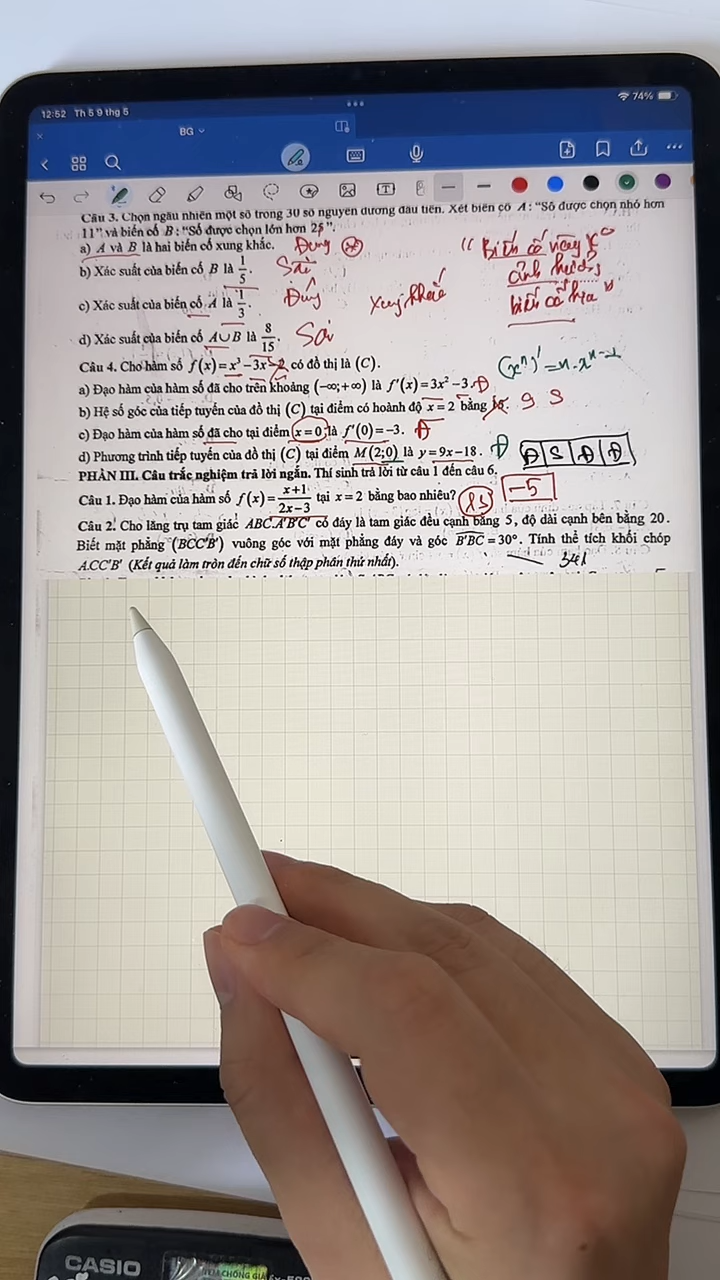 12:52 Th 5 9 thg 5
74%
BG
Câu 3. Chọn ngẫu nhiên một số trong 30 số nguyên dương đầu tiên. Xét biến cố A: "Số được chọn nhỏ hơn
11" và biến cố B: "Số được chọn lớn hơn 25".
a) A và B là hai biến cố xung khắc. Đúng
b) Xác suất của biến cố B là 1/5. Sai
c) Xác suất của biến cố A là 1/3. Đúng Xung khắc
"Biến cố này k
ảnh hưởng
biến cố kia"
d) Xác suất của biến cố A∪B là 8/15. Sai
Câu 4. Cho hàm số f(x)=x³−3x−2 có đồ thị là (C).
(xⁿ)' = n.xⁿ⁻¹
a) Đạo hàm của hàm số đã cho trên khoảng (−∞;+∞) là f'(x)=3x²−3. Đ
b) Hệ số góc của tiếp tuyến của đồ thị (C) tại điểm có hoành độ x=2 bằng 9 S
c) Đạo hàm của hàm số đã cho tại điểm x=0 là f'(0)=−3. Đ
d) Phương trình tiếp tuyến của đồ thị (C) tại điểm M(2;0) là y=9x−18. Đ Đ S Đ Đ
PHẦN III. Câu trắc nghiệm trả lời ngắn. Thí sinh trả lời từ câu 1 đến câu 6.
Câu 1. Đạo hàm của hàm số f(x)=(x+1)/(2x−3) tại x=2 bằng bao nhiêu? −5
Câu 2. Cho lăng trụ tam giác ABC.A'B'C' có đáy là tam giác đều cạnh bằng 5, độ dài cạnh bên bằng 20.
Biết mặt phẳng (BCC'B') vuông góc với mặt phẳng đáy và góc B'BC=30°. Tính thể tích khối chóp
A.CC'B' (Kết quả làm tròn đến chữ số thập phân thứ nhất).
CASIO